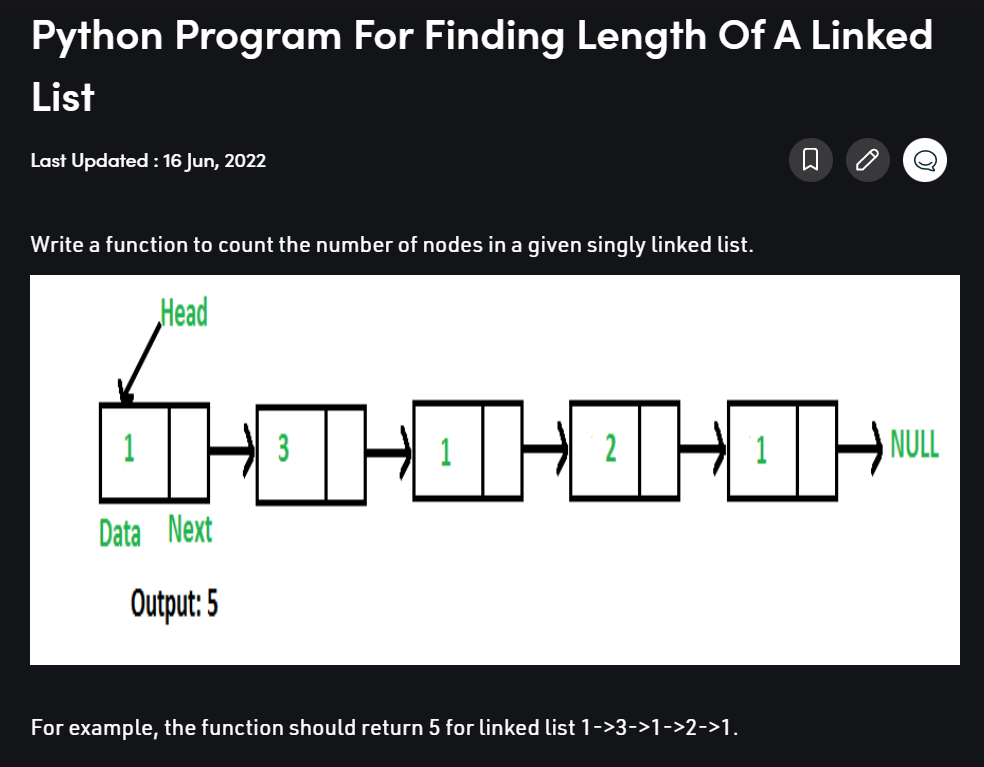 Python Program For Finding Length Of A Linked
List
Last Updated : 16 Jun, 2022
Write a function to count the number of nodes in a given singly linked list.
Head
1 3 1 2 1 NULL
Data Next
Output: 5
For example, the function should return 5 for linked list 1->3->1->2->1.